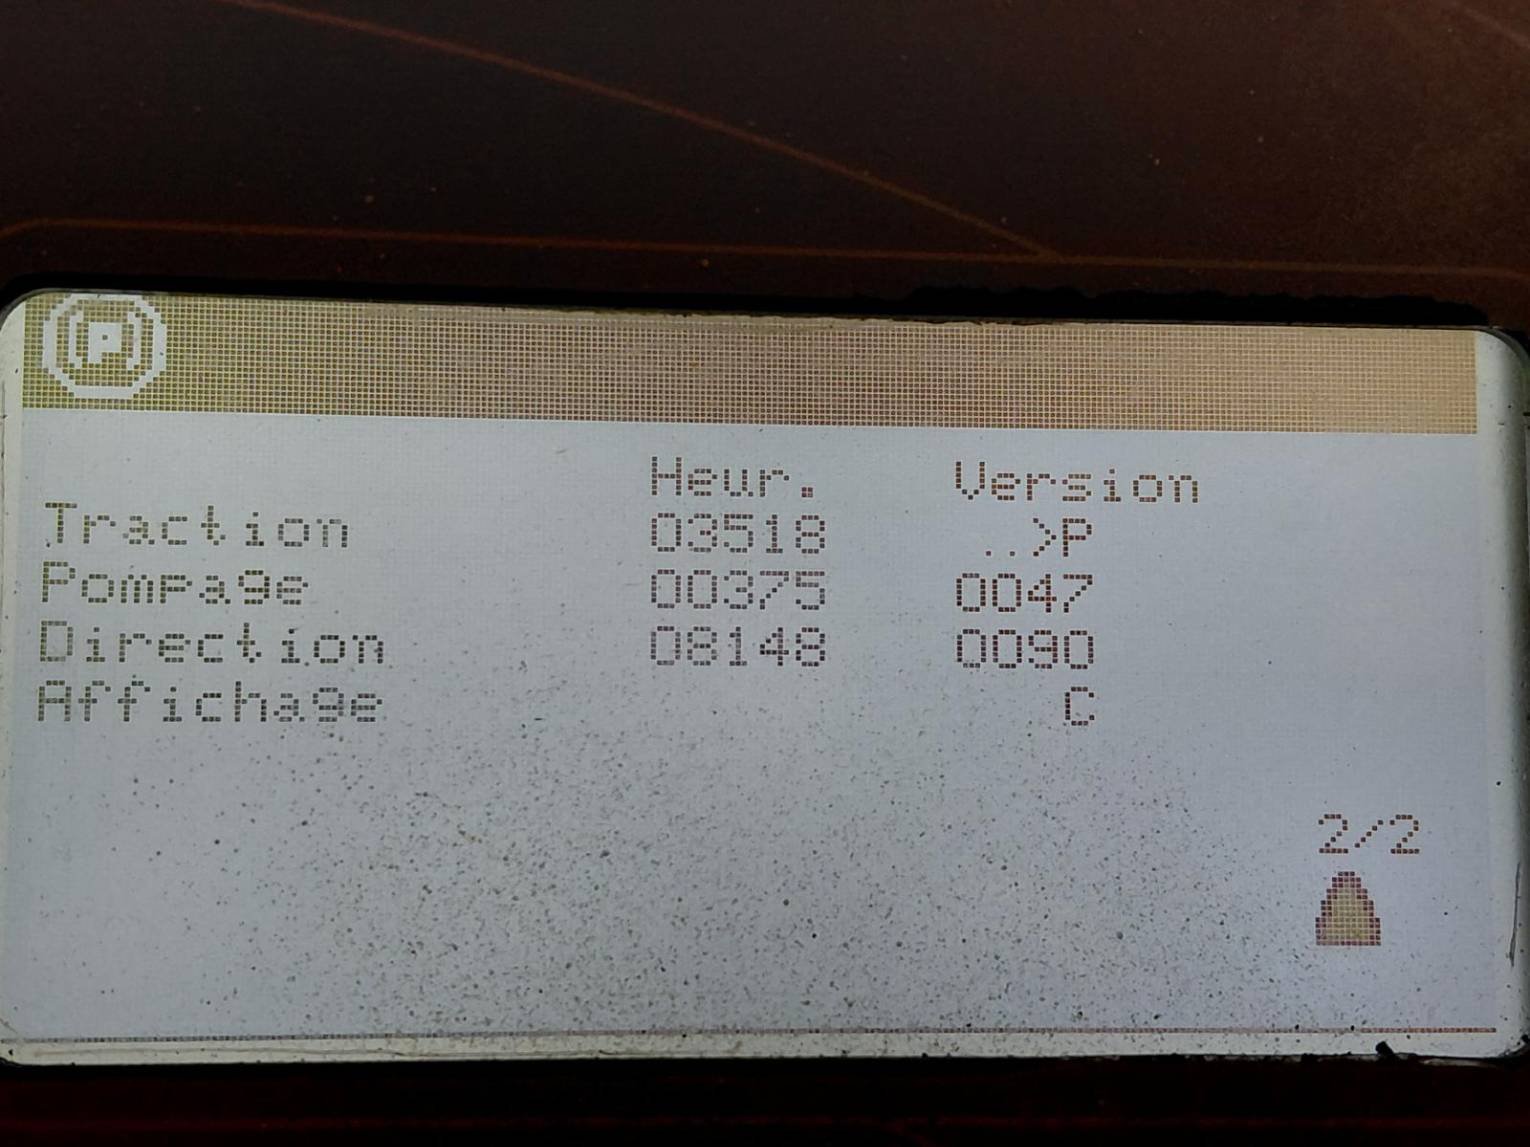 P
Heur. Version
Traction 03518 ..>P
Pompage 00375 0047
Direction 08148 0090
Affichage C
2/2